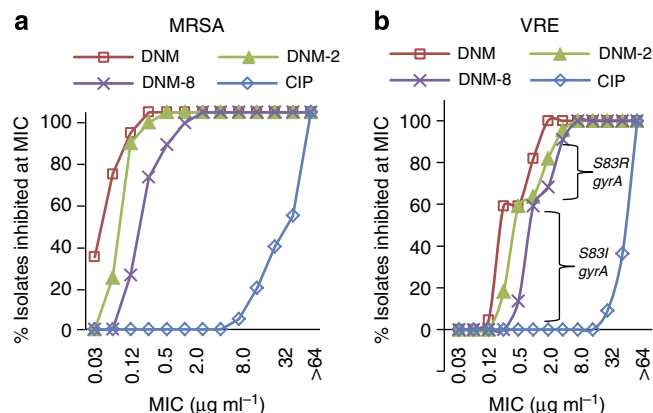 a
MRSA
DNM
DNM-2
DNM-8
CIP
% Isolates inhibited at MIC
100
80
60
40
20
0
0.03
0.12
0.5
2.0
8.0
32
>64
MIC (μg ml⁻¹)
b
VRE
DNM
DNM-2
DNM-8
CIP
% Isolates inhibited at MIC
100
80
60
40
20
0
S83R
gyrA
S83I
gyrA
0.03
0.12
0.5
2.0
8.0
32
>64
MIC (μg ml⁻¹)